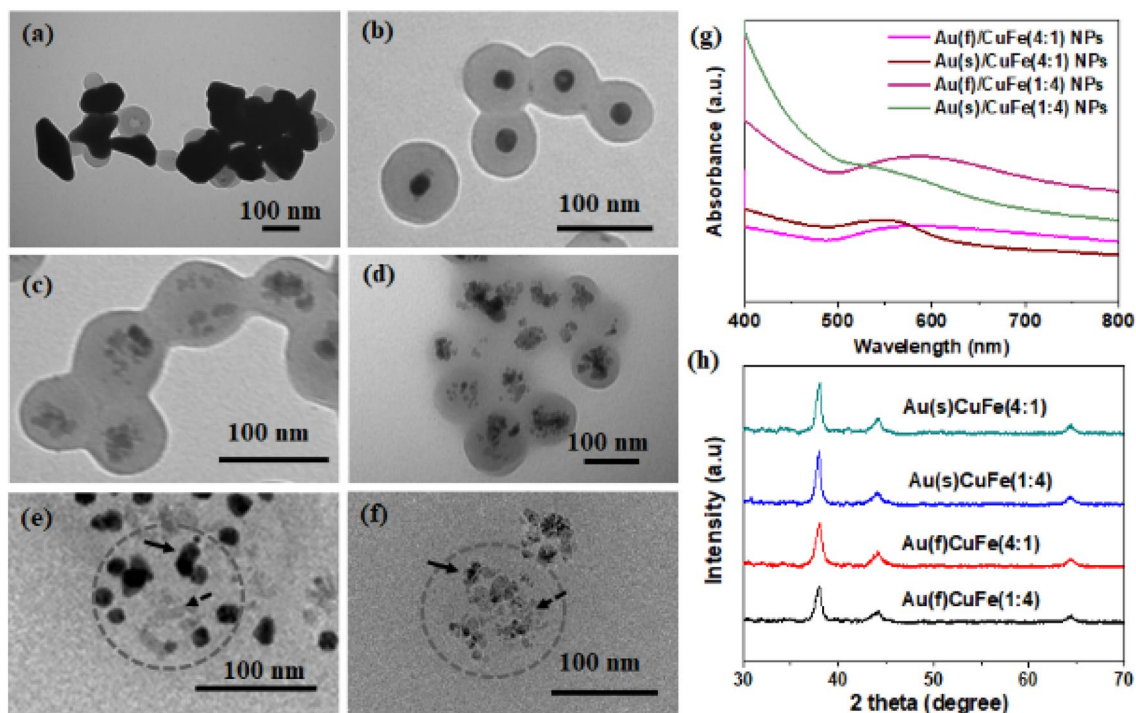 (a)
100 nm
(b)
100 nm
(c)
100 nm
(d)
100 nm
(e)
100 nm
(f)
100 nm
(g)
Au(f)/CuFe(4:1) NPs
Au(s)/CuFe(4:1) NPs
Au(f)/CuFe(1:4) NPs
Au(s)/CuFe(1:4) NPs
Absorbance (a.u.)
400 500 600 700 800
Wavelength (nm)
(h)
Au(s)CuFe(4:1)
Au(s)CuFe(1:4)
Au(f)CuFe(4:1)
Au(f)CuFe(1:4)
Intensity (a.u)
30 40 50 60 70
2 theta (degree)